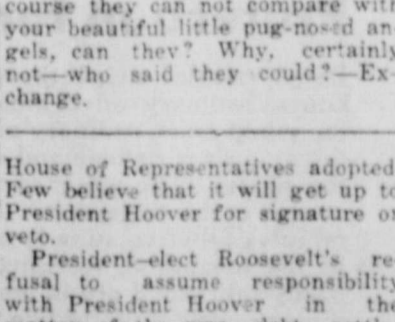 course they can not compare with
your beautiful little pug-nosed an-
gels, can they? Why, certainly
not—who said they could?—Ex-
change.
House of Representatives adopted
Few believe that it will get up to
President Hoover for signature or
veto.
President-elect Roosevelt's re-
fusal to assume responsibility
with President Hoover in the